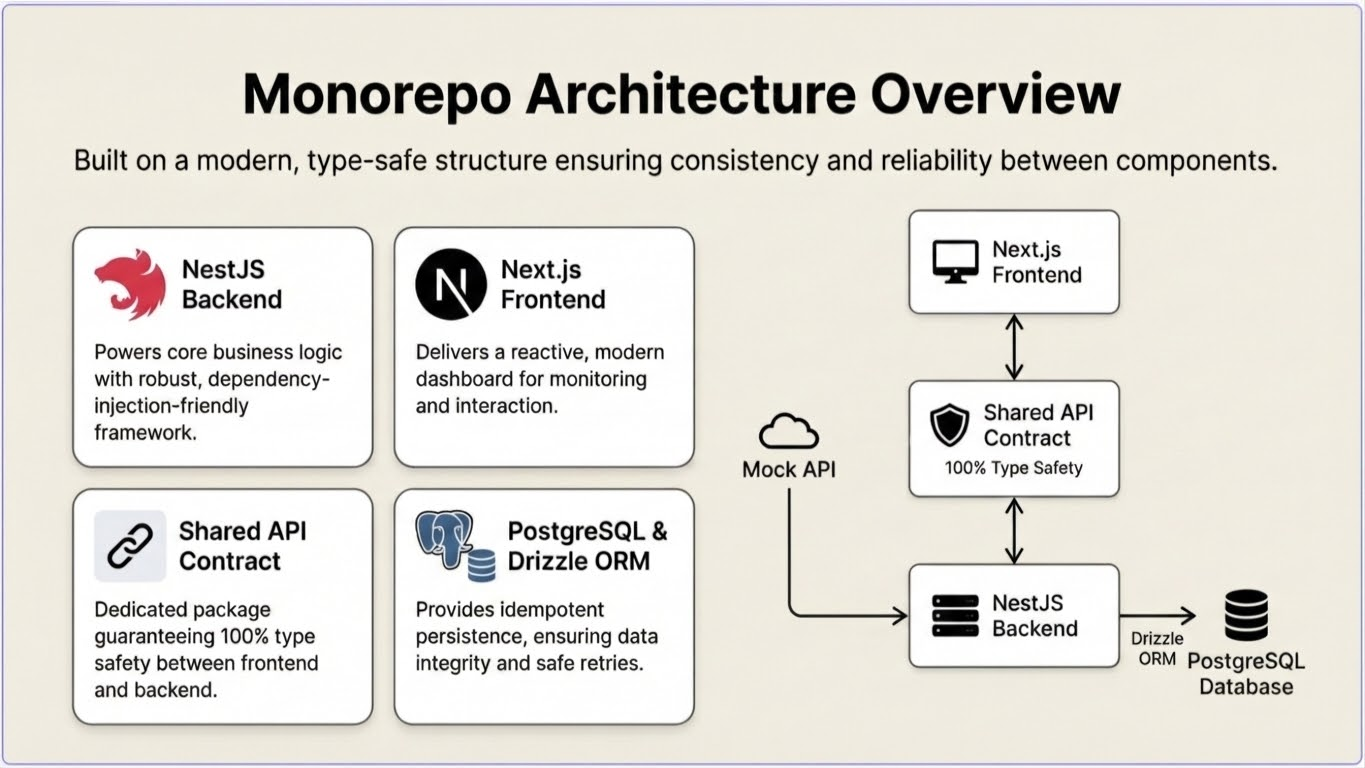 Monorepo Architecture Overview
Built on a modern, type-safe structure ensuring consistency and reliability between components.
NestJS
Backend
Powers core business logic
with robust, dependency-
injection-friendly
framework.
N
Next.js
Frontend
Delivers a reactive, modern
dashboard for monitoring
and interaction.
Shared API
Contract
Dedicated package
guaranteeing 100% type
safety between frontend
and backend.
PostgreSQL &
Drizzle ORM
Provides idempotent
persistence, ensuring data
integrity and safe retries.
Next.js
Frontend
Shared API
Contract
100% Type Safety
Mock API
NestJS
Backend
Drizzle
ORM
PostgreSQL
Database